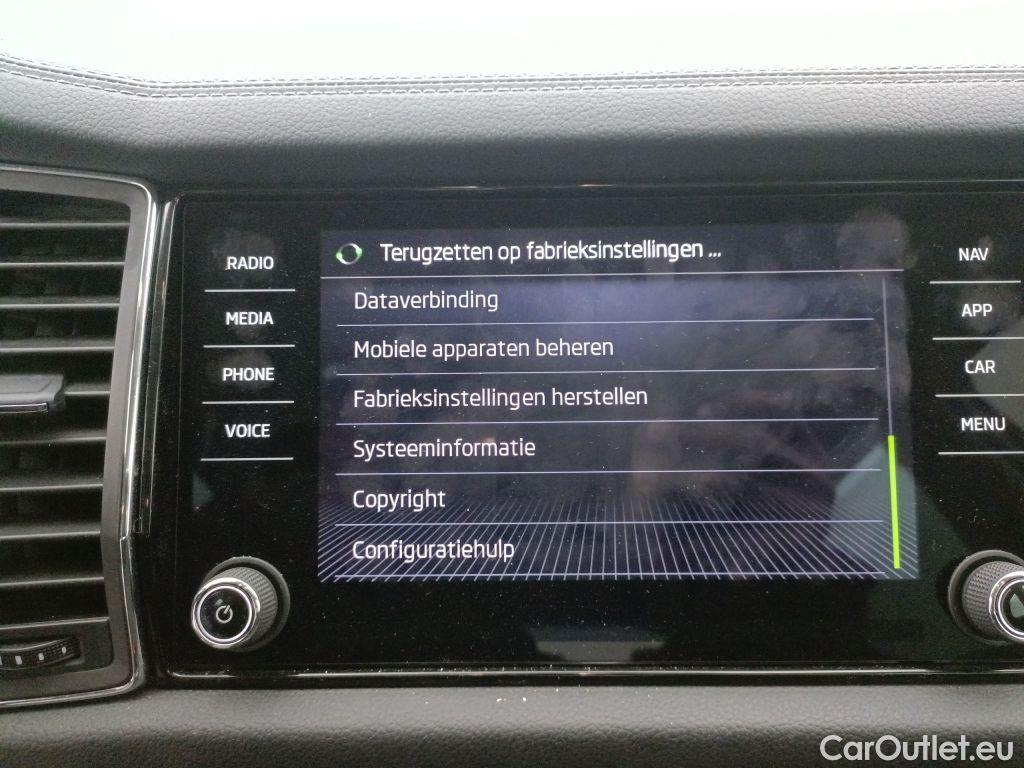 RADIO
MEDIA
PHONE
VOICE
Terugzetten op fabrieksinstellingen ...
Dataverbinding
Mobiele apparaten beheren
Fabrieksinstellingen herstellen
Systeeminformatie
Copyright
Configuratiehulp
NAV
APP
CAR
MENU
CarOutlet.eu